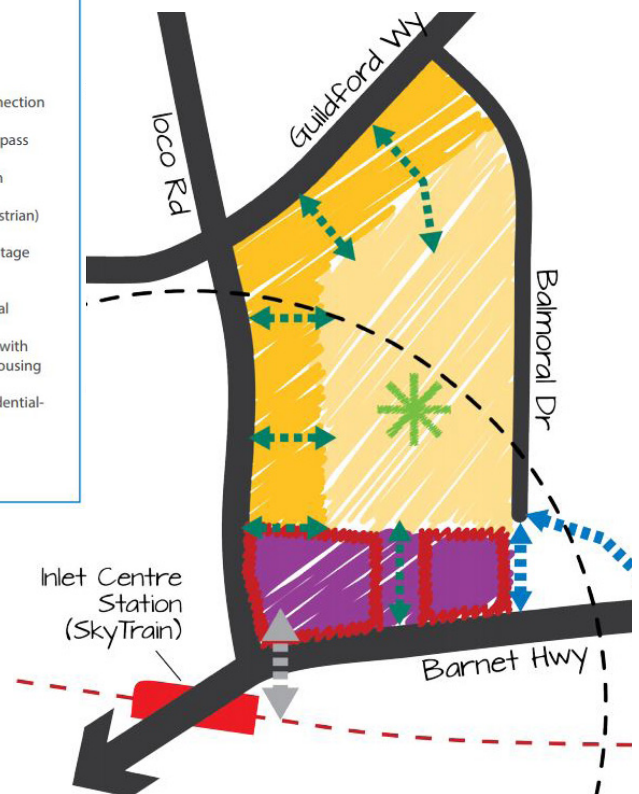 nection
pass
n
strian)
tage
al
with
ousing
dential-
Guildford Wy
Ioco Rd
Balmoral Dr
Inlet Centre
Station
(SkyTrain)
Barnet Hwy